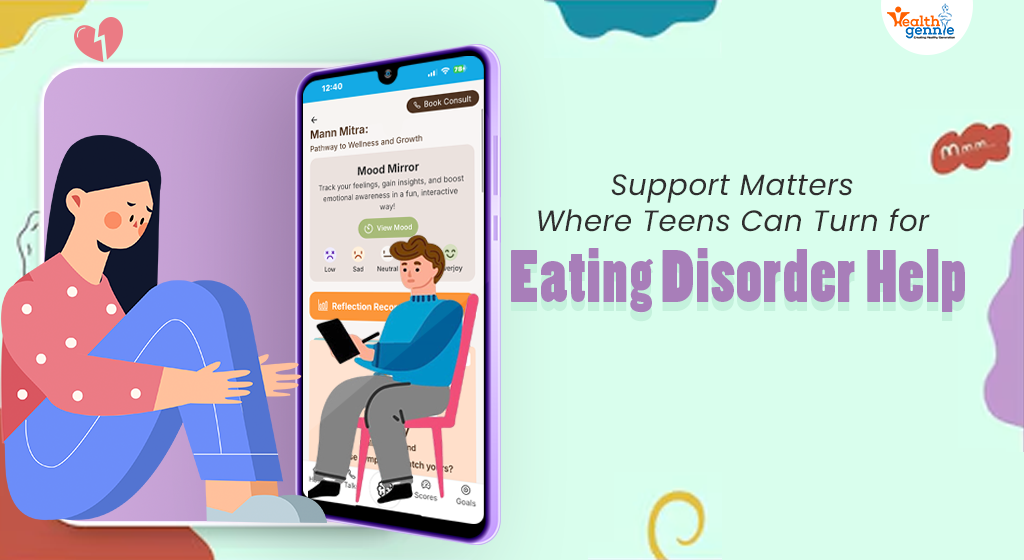 Health
gennie
Creating Healthy Generation
12:40
Book Consult
Mann Mitra:
Pathway to Wellness and Growth
Mood Mirror
Track your feelings, gain insights, and boost
emotional awareness in a fun, interactive
way!
View Mood
Low Sad Neutral
Reflection
Scores
Goals
Mmm...
Support Matters
Where Teens Can Turn for
Eating Disorder Help